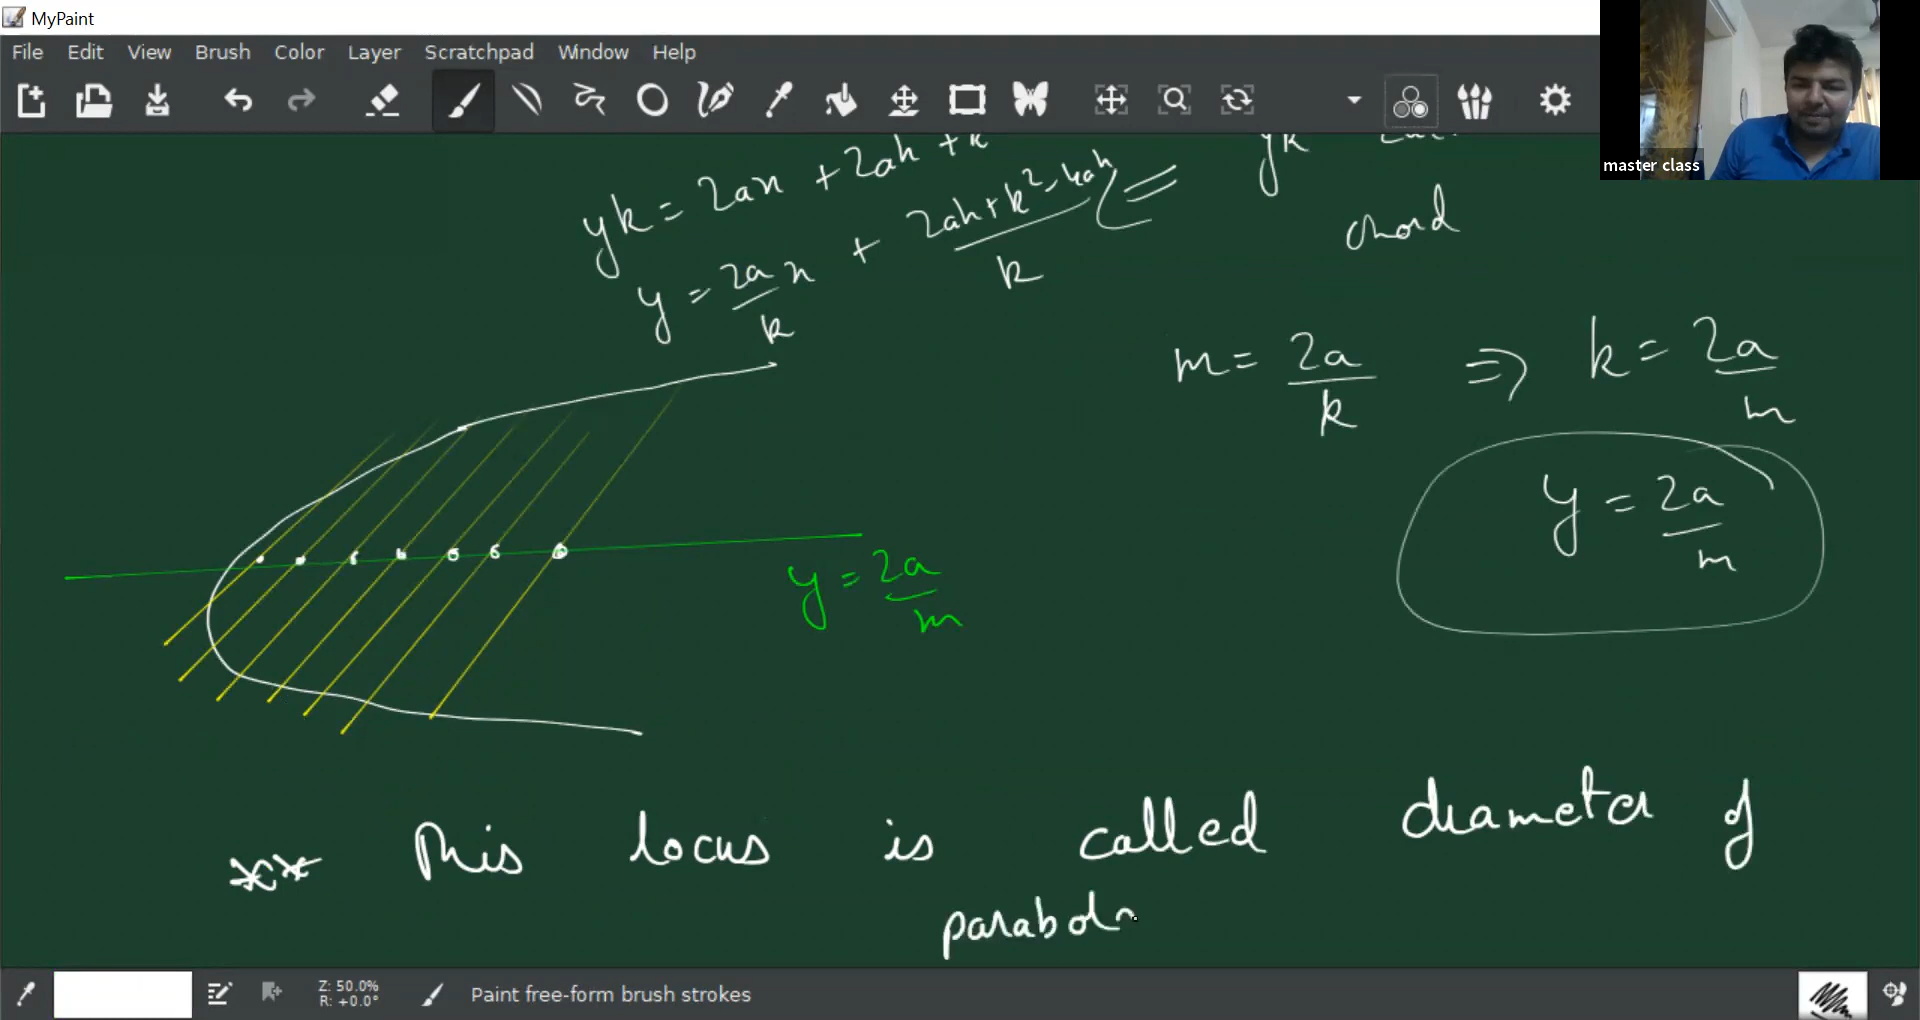 MyPaint
File Edit View Brush Color Layer Scratchpad Window Help
master class
yk = 2ax + 2ah + k
yk
y = 2a/k x + (2ah + k² - 4ah)/k
chord
m = 2a/k ⇒ k = 2a/m
y = 2a/m
y = 2a/m
** This locus is called diameter of
parabola
Z: 50.0%
R: +0.0°
Paint free-form brush strokes